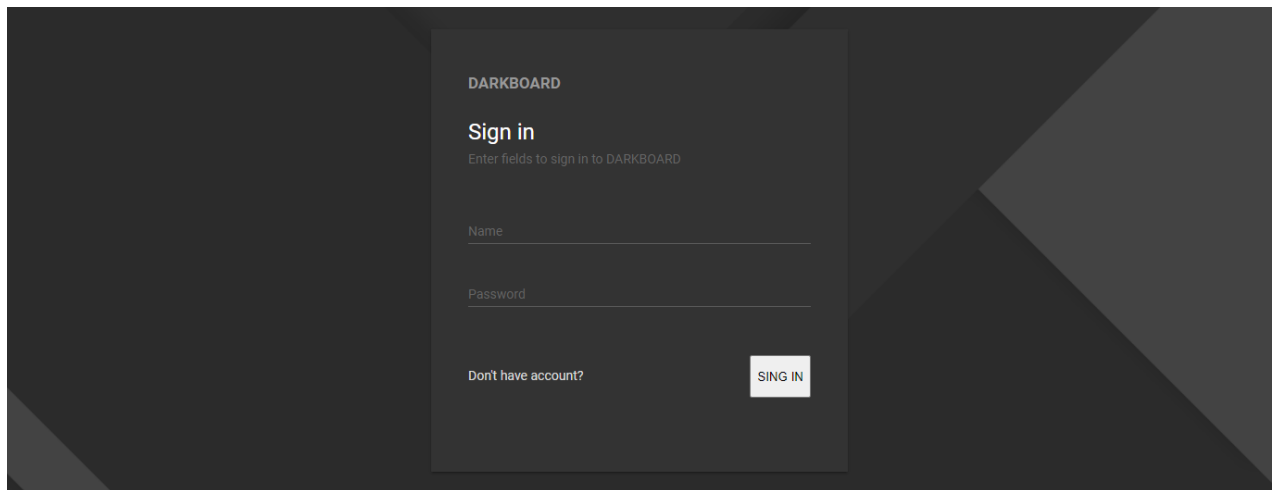 DARKBOARD
Sign in
Enter fields to sign in to DARKBOARD
Name
Password
Don't have account?
SING IN